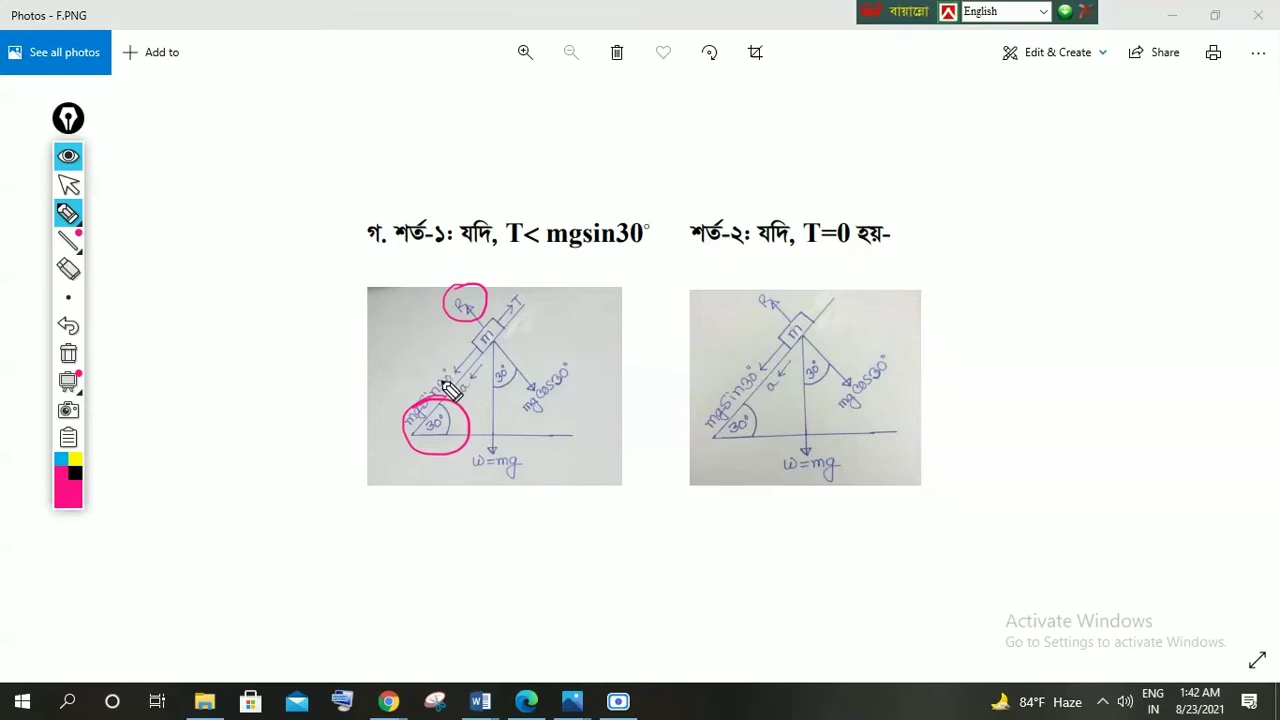 Photos - F.PNG
বায়ান্নো
English
See all photos
Add to
Edit & Create
Share
গ. শর্ত-১ঃ যদি, T< mgsin30° শর্ত-২ঃ যদি, T=0 হয়-
R
T
m
mgsin30°
a
30°
mgcos30°
30°
W=mg
R
m
mgsin30°
a
30°
mgcos30°
30°
W=mg
Activate Windows
Go to Settings to activate Windows.
84°F Haze
ENG
IN
1:42 AM
8/23/2021